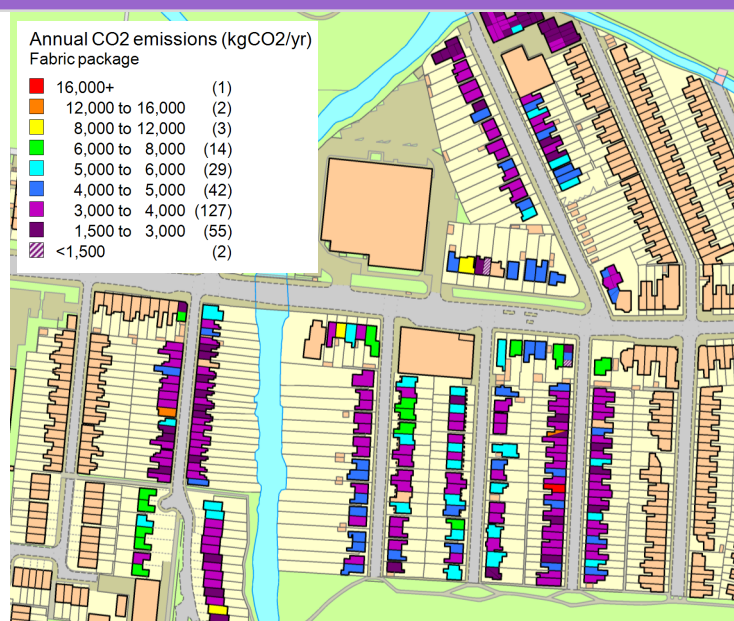 Annual CO2 emissions (kgCO2/yr)
Fabric package
16,000+ (1)
12,000 to 16,000 (2)
8,000 to 12,000 (3)
6,000 to 8,000 (14)
5,000 to 6,000 (29)
4,000 to 5,000 (42)
3,000 to 4,000 (127)
1,500 to 3,000 (55)
<1,500 (2)